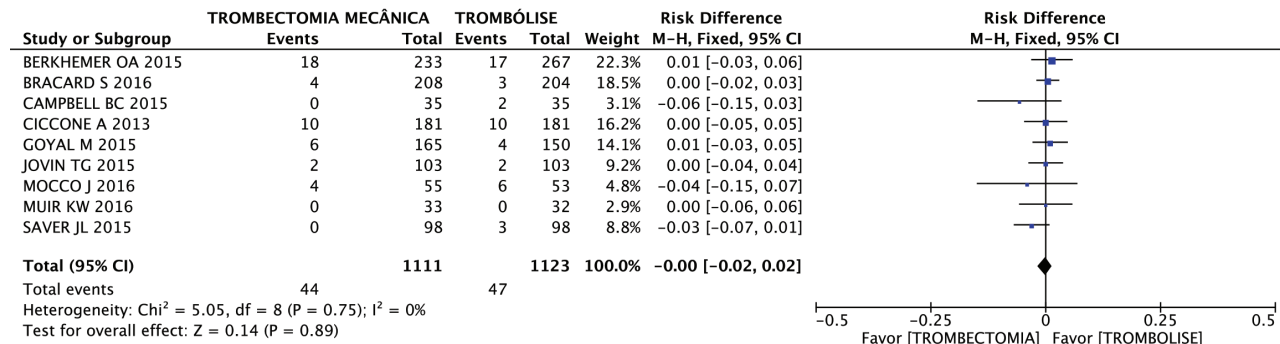 TROMBECTOMIA MECÂNICA TROMBÓLISE Risk Difference Risk Difference
Study or Subgroup Events Total Events Total Weight M-H, Fixed, 95% CI M-H, Fixed, 95% CI
BERKHEMER OA 2015 18 233 17 267 22.3% 0.01 [-0.03, 0.06]
BRACARD S 2016 4 208 3 204 18.5% 0.00 [-0.02, 0.03]
CAMPBELL BC 2015 0 35 2 35 3.1% -0.06 [-0.15, 0.03]
CICCONE A 2013 10 181 10 181 16.2% 0.00 [-0.05, 0.05]
GOYAL M 2015 6 165 4 150 14.1% 0.01 [-0.03, 0.05]
JOVIN TG 2015 2 103 2 103 9.2% 0.00 [-0.04, 0.04]
MOCCO J 2016 4 55 6 53 4.8% -0.04 [-0.15, 0.07]
MUIR KW 2016 0 33 0 32 2.9% 0.00 [-0.06, 0.06]
SAVER JL 2015 0 98 3 98 8.8% -0.03 [-0.07, 0.01]
Total (95% CI) 1111 1123 100.0% -0.00 [-0.02, 0.02]
Total events 44 47
Heterogeneity: Chi² = 5.05, df = 8 (P = 0.75); I² = 0%
Test for overall effect: Z = 0.14 (P = 0.89)
-0.5 -0.25 0 0.25 0.5
Favor [TROMBECTOMIA] Favor [TROMBOLISE]